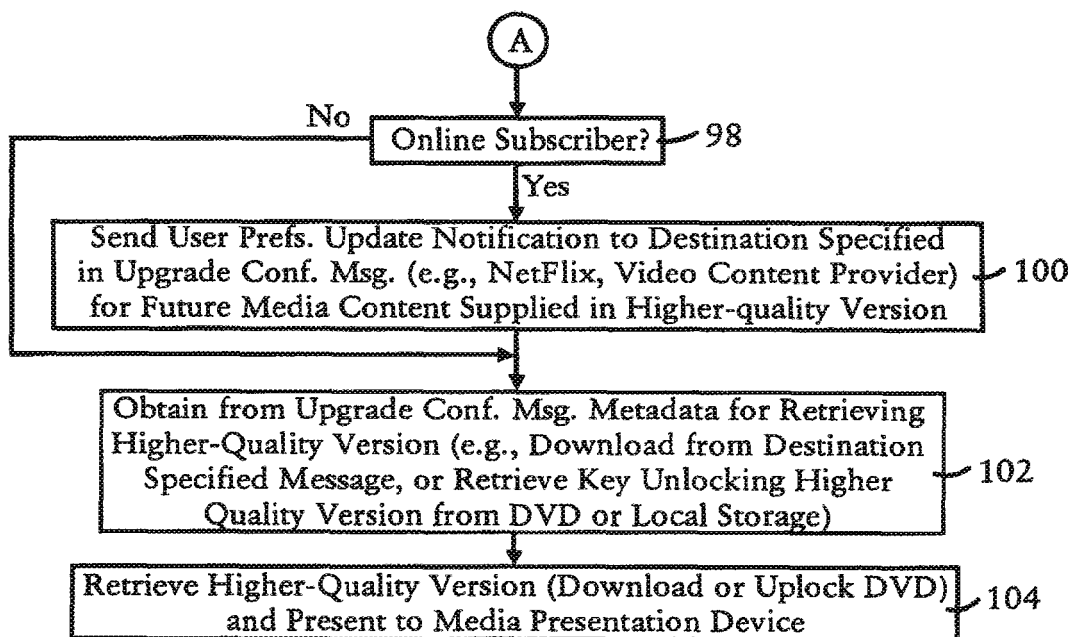 A
No
Online Subscriber? 98
Yes
Send User Prefs. Update Notification to Destination Specified
in Upgrade Conf. Msg. (e.g., NetFlix, Video Content Provider)
for Future Media Content Supplied in Higher-quality Version
100
Obtain from Upgrade Conf. Msg. Metadata for Retrieving
Higher-Quality Version (e.g., Download from Destination
Specified Message, or Retrieve Key Unlocking Higher
Quality Version from DVD or Local Storage)
102
Retrieve Higher-Quality Version (Download or Uplock DVD)
and Present to Media Presentation Device
104